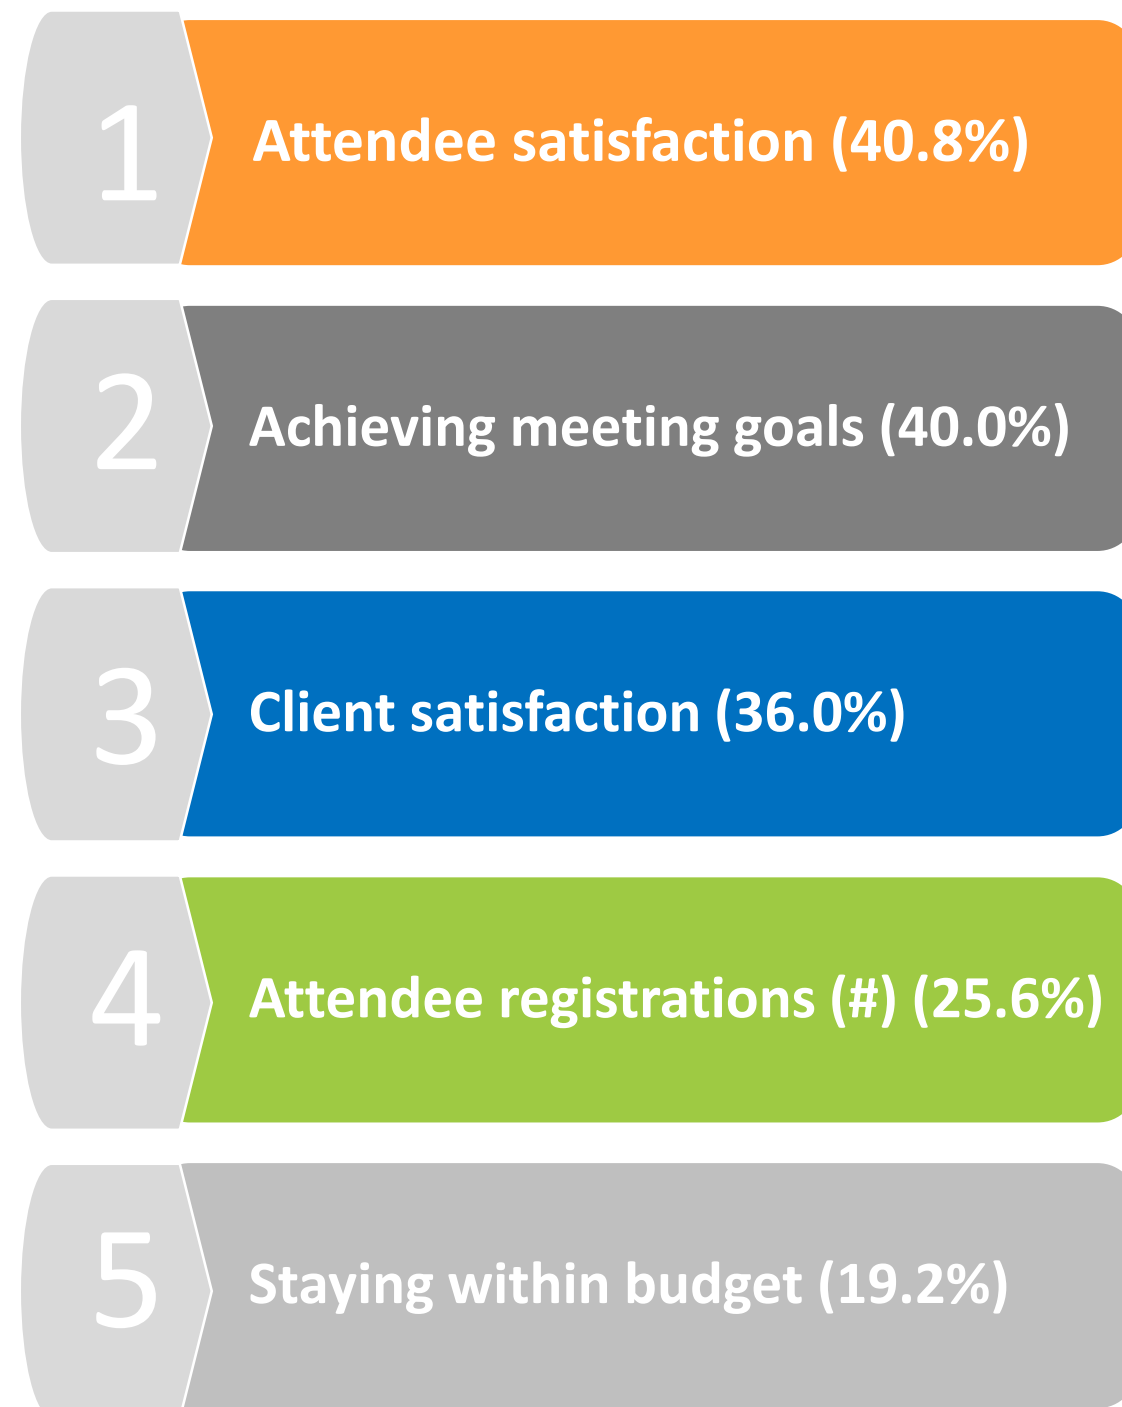 1
Attendee satisfaction (40.8%)
2
Achieving meeting goals (40.0%)
3
Client satisfaction (36.0%)
4
Attendee registrations (#) (25.6%)
5
Staying within budget (19.2%)